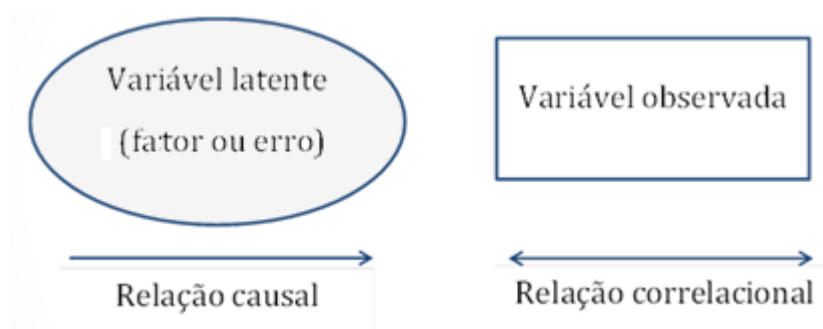 Variável latente
(fator ou erro)
Variável observada
Relação causal
Relação correlacional